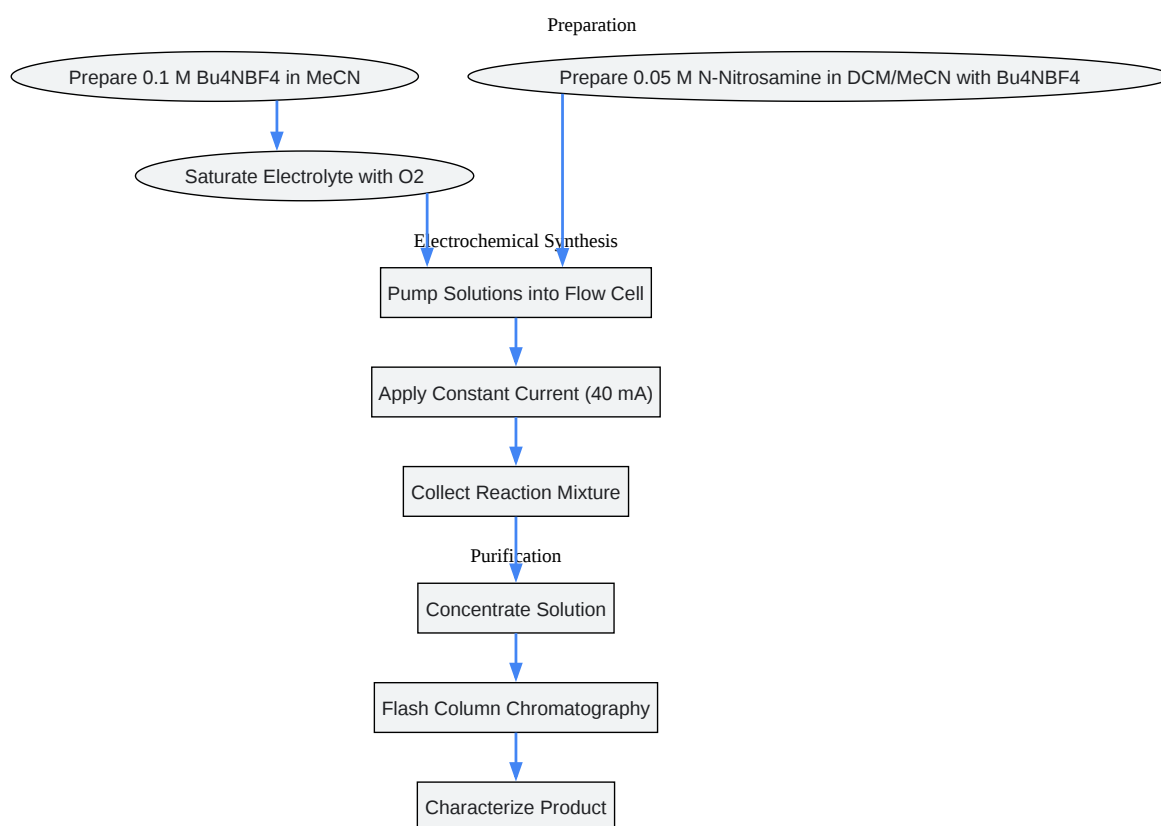 Preparation
Prepare 0.1 M Bu4NBF4 in MeCN
Prepare 0.05 M N-Nitrosamine in DCM/MeCN with Bu4NBF4
Saturate Electrolyte with O2
Electrochemical Synthesis
Pump Solutions into Flow Cell
Apply Constant Current (40 mA)
Collect Reaction Mixture
Purification
Concentrate Solution
Flash Column Chromatography
Characterize Product